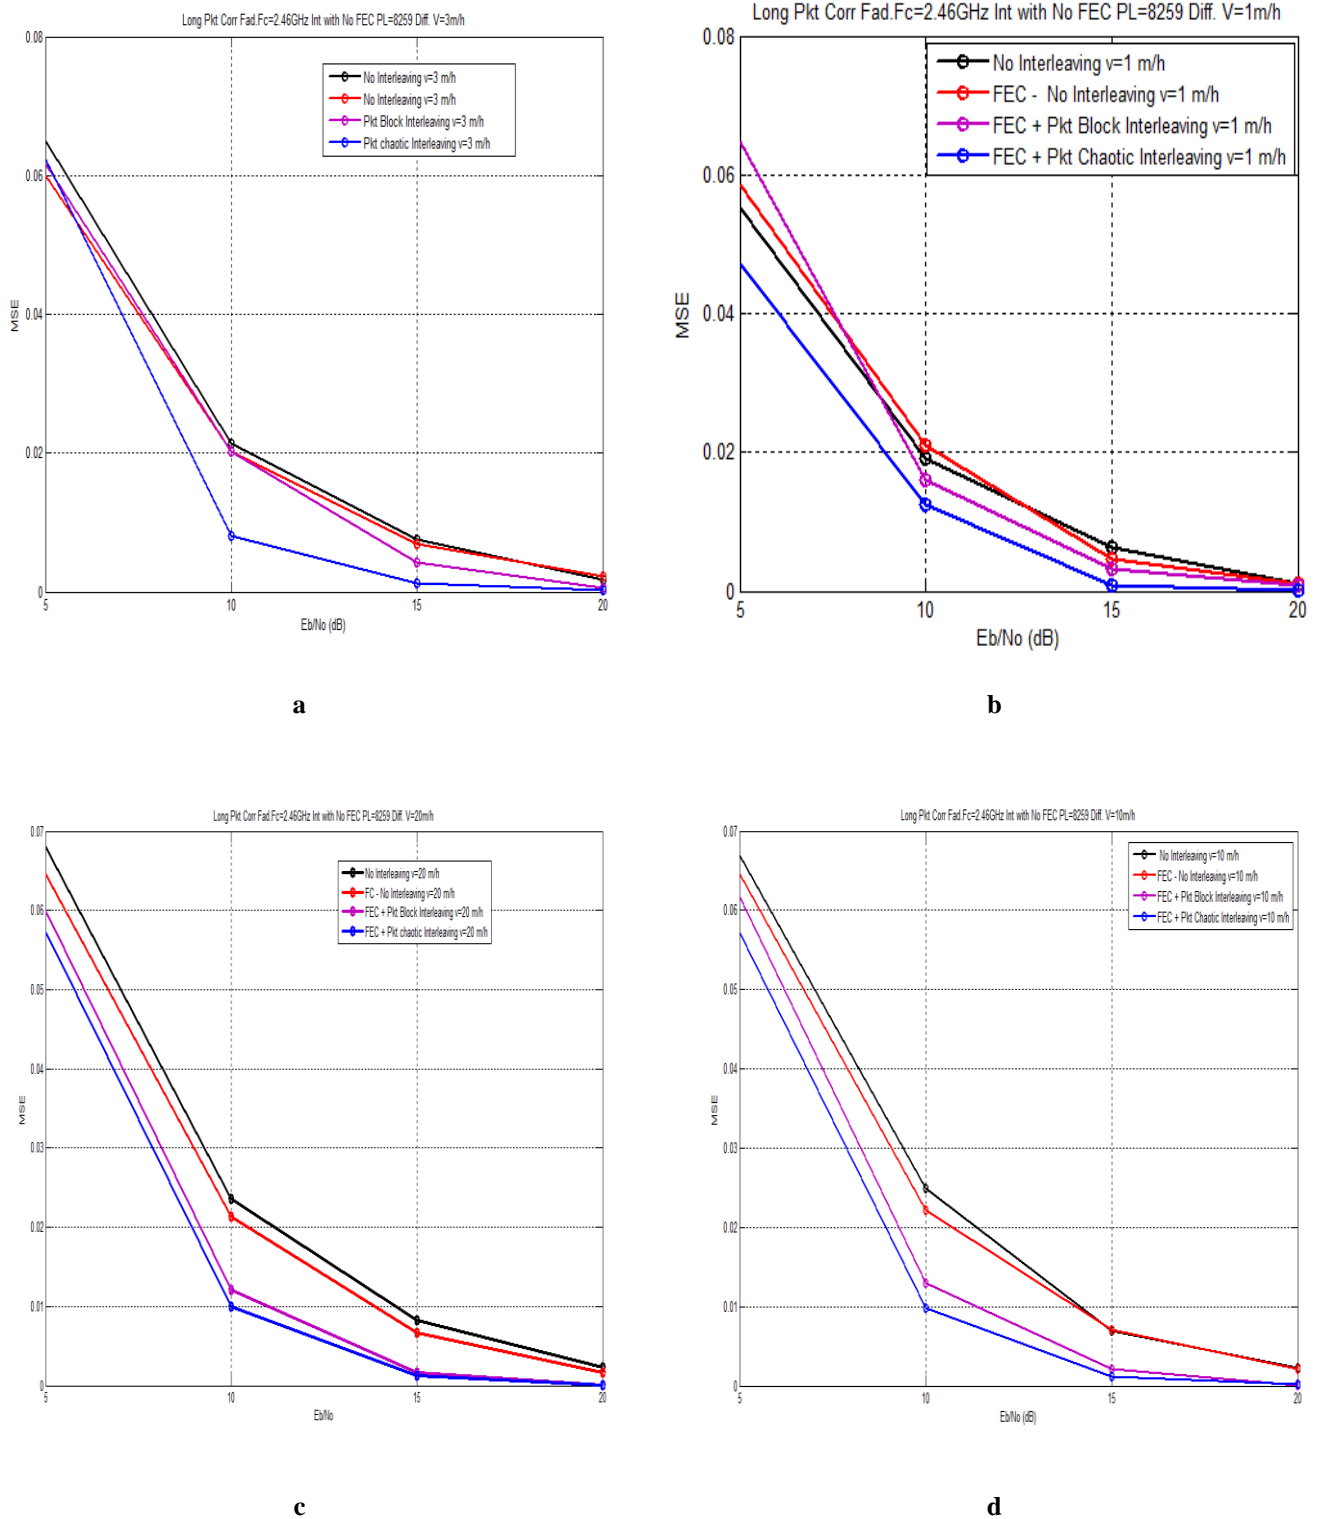 Long Pkt Corr Fad.Fc=2.46GHz Int with No FEC PL=8259 Diff. V=3m/h
0.08
0.06
0.04
0.02
0
MSE
No Interleaving v=3 m/h
No Interleaving v=3 m/h
Pkt Block Interleaving v=3 m/h
Pkt chaotic Interleaving v=3 m/h
5
10
15
20
Eb/No (dB)
a
Long Pkt Corr Fad.Fc=2.46GHz Int with No FEC PL=8259 Diff. V=1m/h
0.08
0.06
0.04
0.02
0
MSE
No Interleaving v=1 m/h
FEC - No Interleaving v=1 m/h
FEC + Pkt Block Interleaving v=1 m/h
FEC + Pkt Chaotic Interleaving v=1 m/h
5
10
15
20
Eb/No (dB)
b
Long Pkt Corr Fad.Fc=2.46GHz Int with No FEC PL=8259 Diff. V=20m/h
0.07
0.06
0.05
0.04
0.03
0.02
0.01
0
MSE
No Interleaving v=20 m/h
FC - No Interleaving v=20 m/h
FEC + Pkt Block Interleaving v=20 m/h
FEC + Pkt chaotic Interleaving v=20 m/h
5
10
15
20
Eb/No
c
Long Pkt Corr Fad.Fc=2.46GHz Int with No FEC PL=8259 Diff. V=10m/h
0.07
0.06
0.05
0.04
0.03
0.02
0.01
0
MSE
No Interleaving v=10 m/h
FEC - No Interleaving v=10 m/h
FEC + Pkt Block Interleaving v=10 m/h
FEC + Pkt Chaotic Interleaving v=10 m/h
5
10
15
20
Eb/No (dB)
d